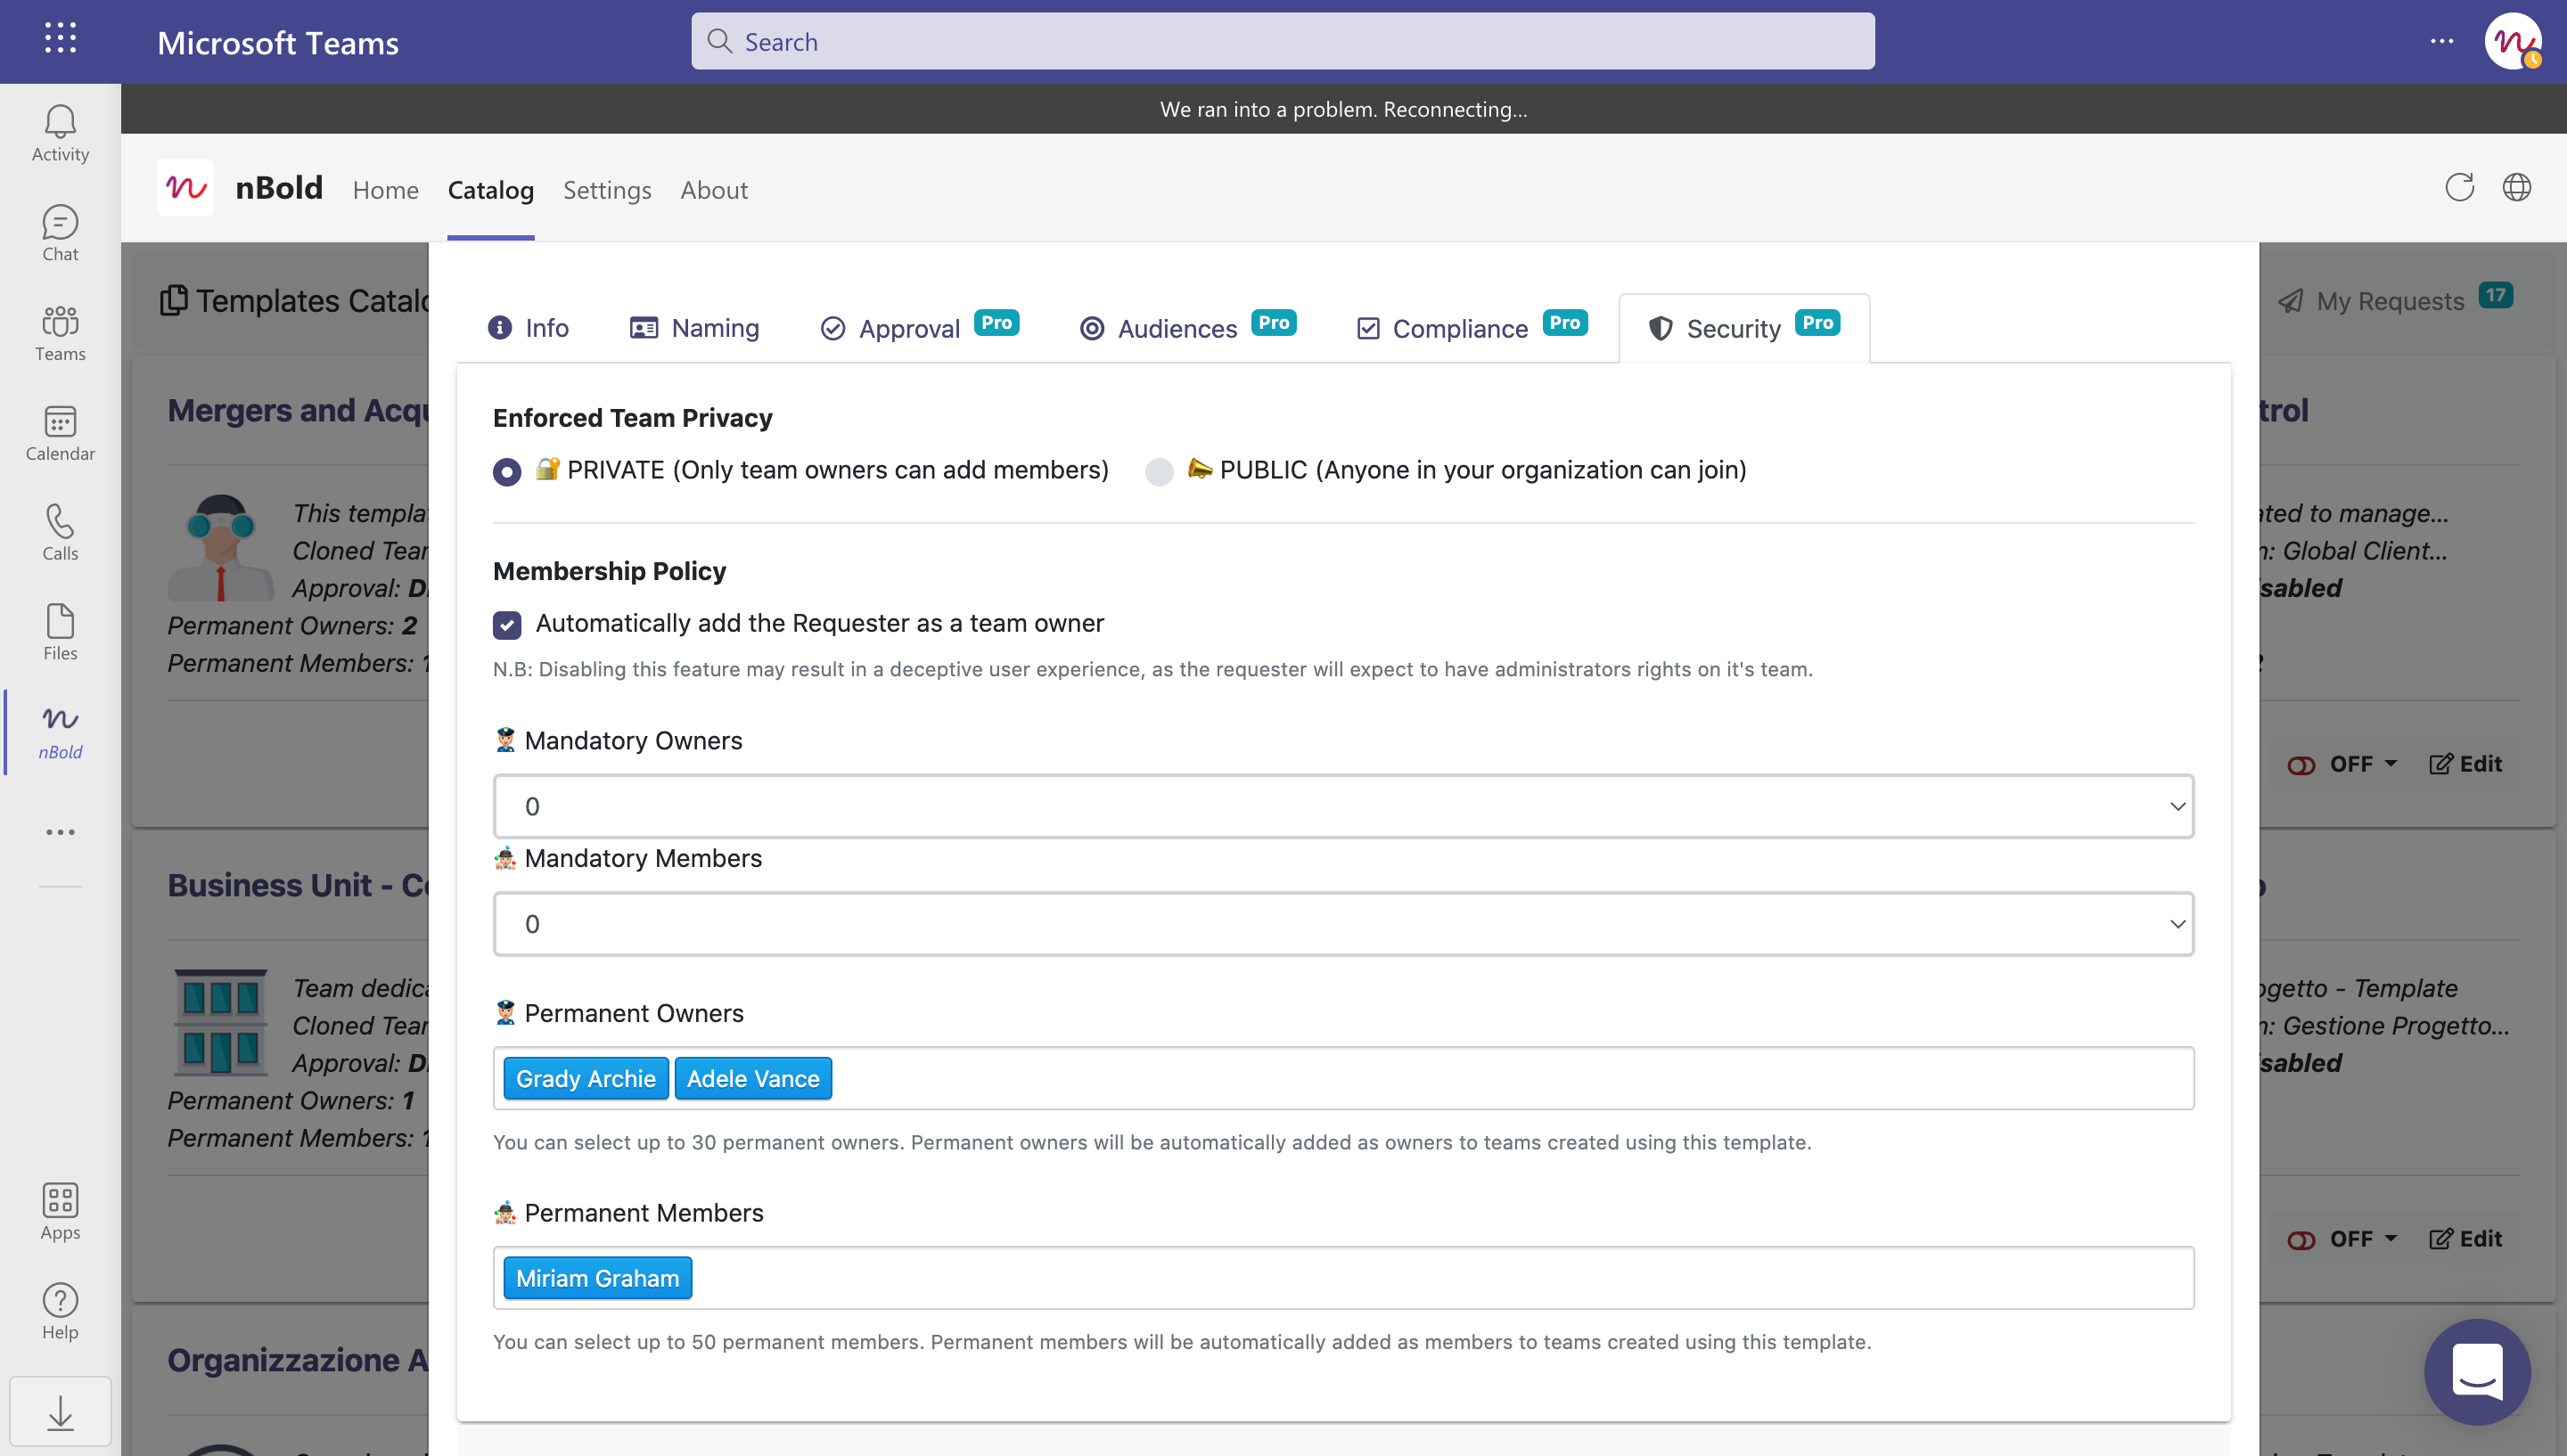 Microsoft Teams
Search
We ran into a problem. Reconnecting...
Activity
Chat
Teams
Calendar
Calls
Files
nBold
Apps
Help
nBold Home Catalog Settings About
Templates Catalo
My Requests 17
Info Naming Approval Pro Audiences Pro Compliance Pro Security Pro
Enforced Team Privacy
PRIVATE (Only team owners can add members) PUBLIC (Anyone in your organization can join)
Membership Policy
Automatically add the Requester as a team owner
N.B: Disabling this feature may result in a deceptive user experience, as the requester will expect to have administrators rights on it's team.
Mandatory Owners
0
Mandatory Members
0
Permanent Owners
Grady Archie Adele Vance
You can select up to 30 permanent owners. Permanent owners will be automatically added as owners to teams created using this template.
Permanent Members
Miriam Graham
You can select up to 50 permanent members. Permanent members will be automatically added as members to teams created using this template.
Mergers and Acqu
This templa
Cloned Tear
Approval: D
Permanent Owners: 2
Permanent Members: 1
Business Unit - Co
Team dedica
Cloned Tear
Approval: D
Permanent Owners: 1
Permanent Members: 1
Organizzazione A
trol
ated to manage...
n: Global Client...
sabled
2
OFF Edit
ogetto - Template
n: Gestione Progetto...
sabled
OFF Edit